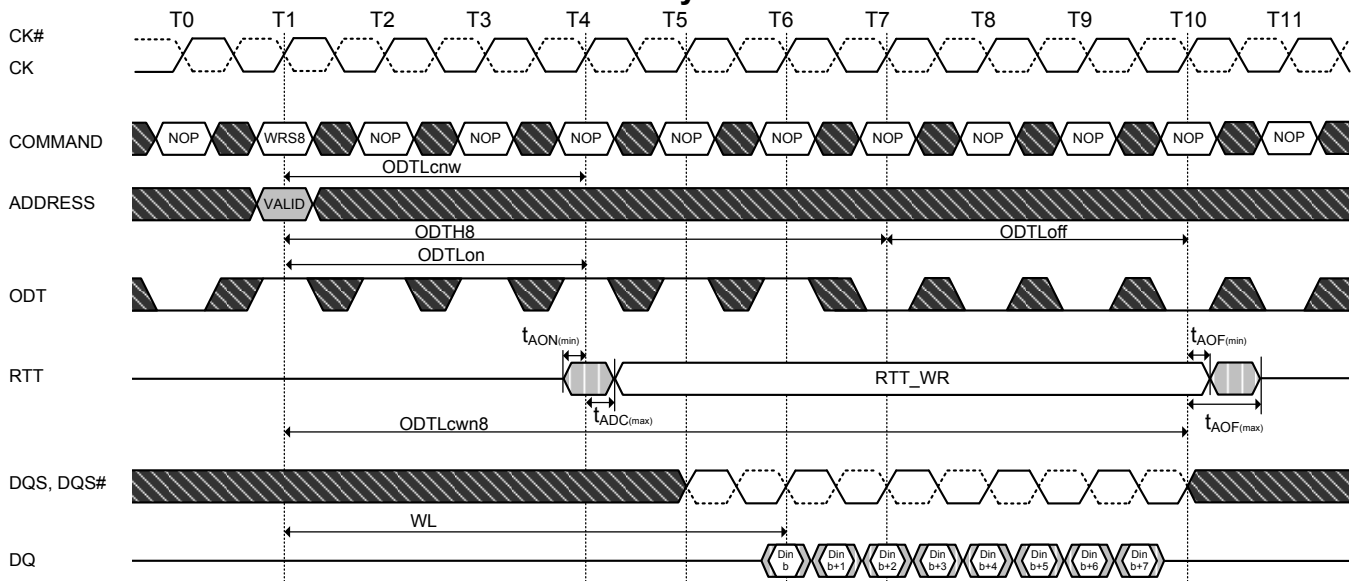 T0 T1 T2 T3 T4 T5 T6 T7 T8 T9 T10 T11
CK#
CK
COMMAND NOP WRS8 NOP NOP NOP NOP NOP NOP NOP NOP NOP NOP
ODTLcnw
ADDRESS VALID
ODTH8 ODTLoff
ODTLon
ODT
tAON(min) tAOF(min)
RTT RTT_WR
tADC(max) tAOF(max)
ODTLcwn8
DQS, DQS#
WL
DQ Din b Din b+1 Din b+2 Din b+3 Din b+4 Din b+5 Din b+6 Din b+7